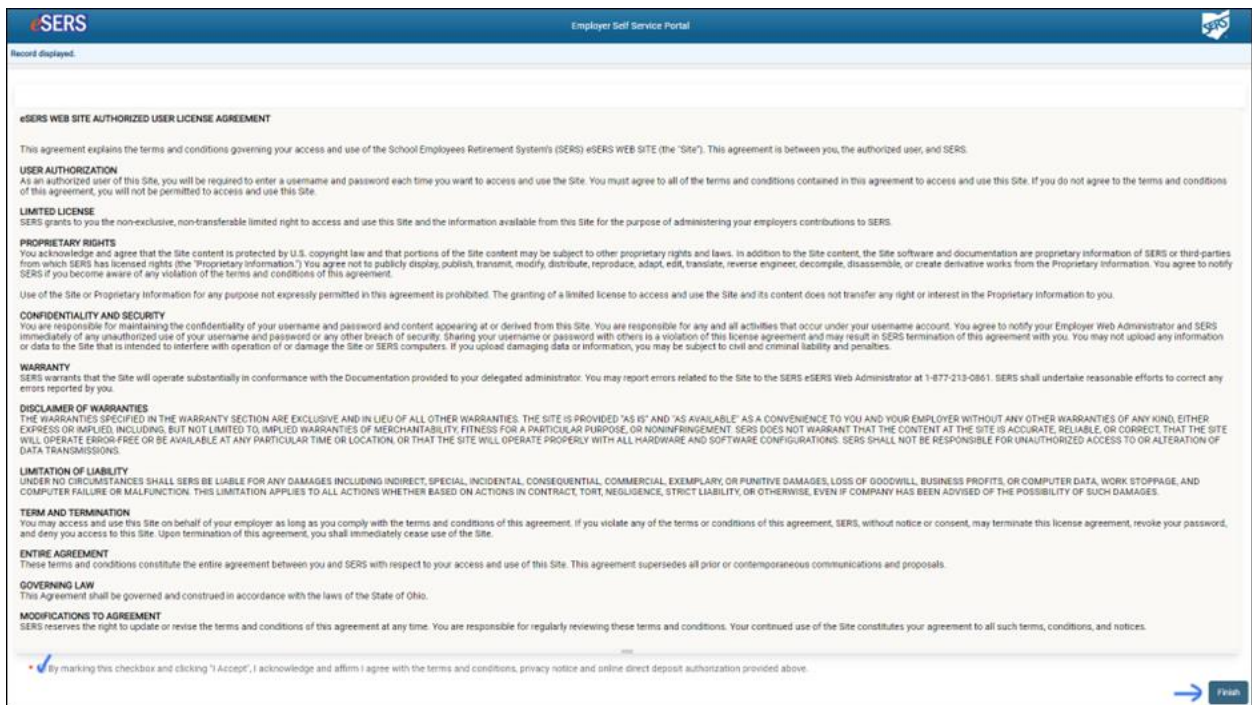 eSERS
Employer Self Service Portal
SERS
Record displayed.
eSERS WEB SITE AUTHORIZED USER LICENSE AGREEMENT
This agreement explains the terms and conditions governing your access and use of the School Employees Retirement System's (SERS) eSERS WEB SITE (the "Site"). This agreement is between you, the authorized user, and SERS.
USER AUTHORIZATION
As an authorized user of this Site, you will be required to enter a username and password each time you want to access and use the Site. You must agree to all of the terms and conditions contained in this agreement to access and use this Site. If you do not agree to the terms and conditions
of this agreement, you will not be permitted to access and use this Site.
LIMITED LICENSE
SERS grants to you the non-exclusive, non-transferable limited right to access and use this Site and the information available from this Site for the purpose of administering your employers contributions to SERS.
PROPRIETARY RIGHTS
You acknowledge and agree that the Site content is protected by U.S. copyright law and that portions of the Site content may be subject to other proprietary rights and laws. In addition to the Site content, the Site software and documentation are proprietary information of SERS or third-parties
from which SERS has licensed rights (the "Proprietary Information.") You agree not to publicly display, publish, transmit, modify, distribute, reproduce, adapt, edit, translate, reverse engineer, decompile, disassemble, or create derivative works from the Proprietary Information. You agree to notify
SERS if you become aware of any violation of the terms and conditions of this agreement.
Use of the Site or Proprietary Information for any purpose not expressly permitted in this agreement is prohibited. The granting of a limited license to access and use the Site and its content does not transfer any right or interest in the Proprietary Information to you.
CONFIDENTIALITY AND SECURITY
You are responsible for maintaining the confidentiality of your username and password and content appearing at or derived from this Site. You are responsible for any and all activities that occur under your username account. You agree to notify your Employer Web Administrator and SERS
immediately of any unauthorized use of your username and password or any other breach of security. Sharing your username or password with others is a violation of this license agreement and may result in SERS termination of this agreement with you. You may not upload any information
or data to the Site that is intended to interfere with operation of or damage the Site or SERS computers. If you upload damaging data or information, you may be subject to civil and criminal liability and penalties.
WARRANTY
SERS warrants that the Site will operate substantially in conformance with the Documentation provided to your delegated administrator. You may report errors related to the Site to the SERS eSERS Web Administrator at 1-877-213-0861. SERS shall undertake reasonable efforts to correct any
errors reported by you.
DISCLAIMER OF WARRANTIES
THE WARRANTIES SPECIFIED IN THE WARRANTY SECTION ARE EXCLUSIVE AND IN LIEU OF ALL OTHER WARRANTIES. THE SITE IS PROVIDED "AS IS" AND "AS AVAILABLE" AS A CONVENIENCE TO YOU AND YOUR EMPLOYER WITHOUT ANY OTHER WARRANTIES OF ANY KIND, EITHER
EXPRESS OR IMPLIED, INCLUDING, BUT NOT LIMITED TO, IMPLIED WARRANTIES OF MERCHANTABILITY, FITNESS FOR A PARTICULAR PURPOSE, OR NONINFRINGEMENT. SERS DOES NOT WARRANT THAT THE CONTENT AT THE SITE IS ACCURATE, RELIABLE, OR CORRECT, THAT THE SITE
WILL OPERATE ERROR-FREE OR BE AVAILABLE AT ANY PARTICULAR TIME OR LOCATION, OR THAT THE SITE WILL OPERATE PROPERLY WITH ALL HARDWARE AND SOFTWARE CONFIGURATIONS. SERS SHALL NOT BE RESPONSIBLE FOR UNAUTHORIZED ACCESS TO OR ALTERATION OF
DATA TRANSMISSIONS.
LIMITATION OF LIABILITY
UNDER NO CIRCUMSTANCES SHALL SERS BE LIABLE FOR ANY DAMAGES INCLUDING INDIRECT, SPECIAL, INCIDENTAL, CONSEQUENTIAL, COMMERCIAL, EXEMPLARY, OR PUNITIVE DAMAGES, LOSS OF GOODWILL, BUSINESS PROFITS, OR COMPUTER DATA, WORK STOPPAGE, AND
COMPUTER FAILURE OR MALFUNCTION. THIS LIMITATION APPLIES TO ALL ACTIONS WHETHER BASED ON ACTIONS IN CONTRACT, TORT, NEGLIGENCE, STRICT LIABILITY, OR OTHERWISE, EVEN IF COMPANY HAS BEEN ADVISED OF THE POSSIBILITY OF SUCH DAMAGES.
TERM AND TERMINATION
You may access and use this Site on behalf of your employer as long as you comply with the terms and conditions of this agreement. If you violate any of the terms or conditions of this agreement, SERS, without notice or consent, may terminate this license agreement, revoke your password,
and deny you access to this Site. Upon termination of this agreement, you shall immediately cease use of the Site.
ENTIRE AGREEMENT
These terms and conditions constitute the entire agreement between you and SERS with respect to your access and use of this Site. This agreement supersedes all prior or contemporaneous communications and proposals.
GOVERNING LAW
This Agreement shall be governed and construed in accordance with the laws of the State of Ohio.
MODIFICATIONS TO AGREEMENT
SERS reserves the right to update or revise the terms and conditions of this agreement at any time. You are responsible for regularly reviewing these terms and conditions. Your continued use of the Site constitutes your agreement to all such terms, conditions, and notices.
* By marking this checkbox and clicking "I Accept", I acknowledge and affirm I agree with the terms and conditions, privacy notice and online direct deposit authorization provided above.
Finish